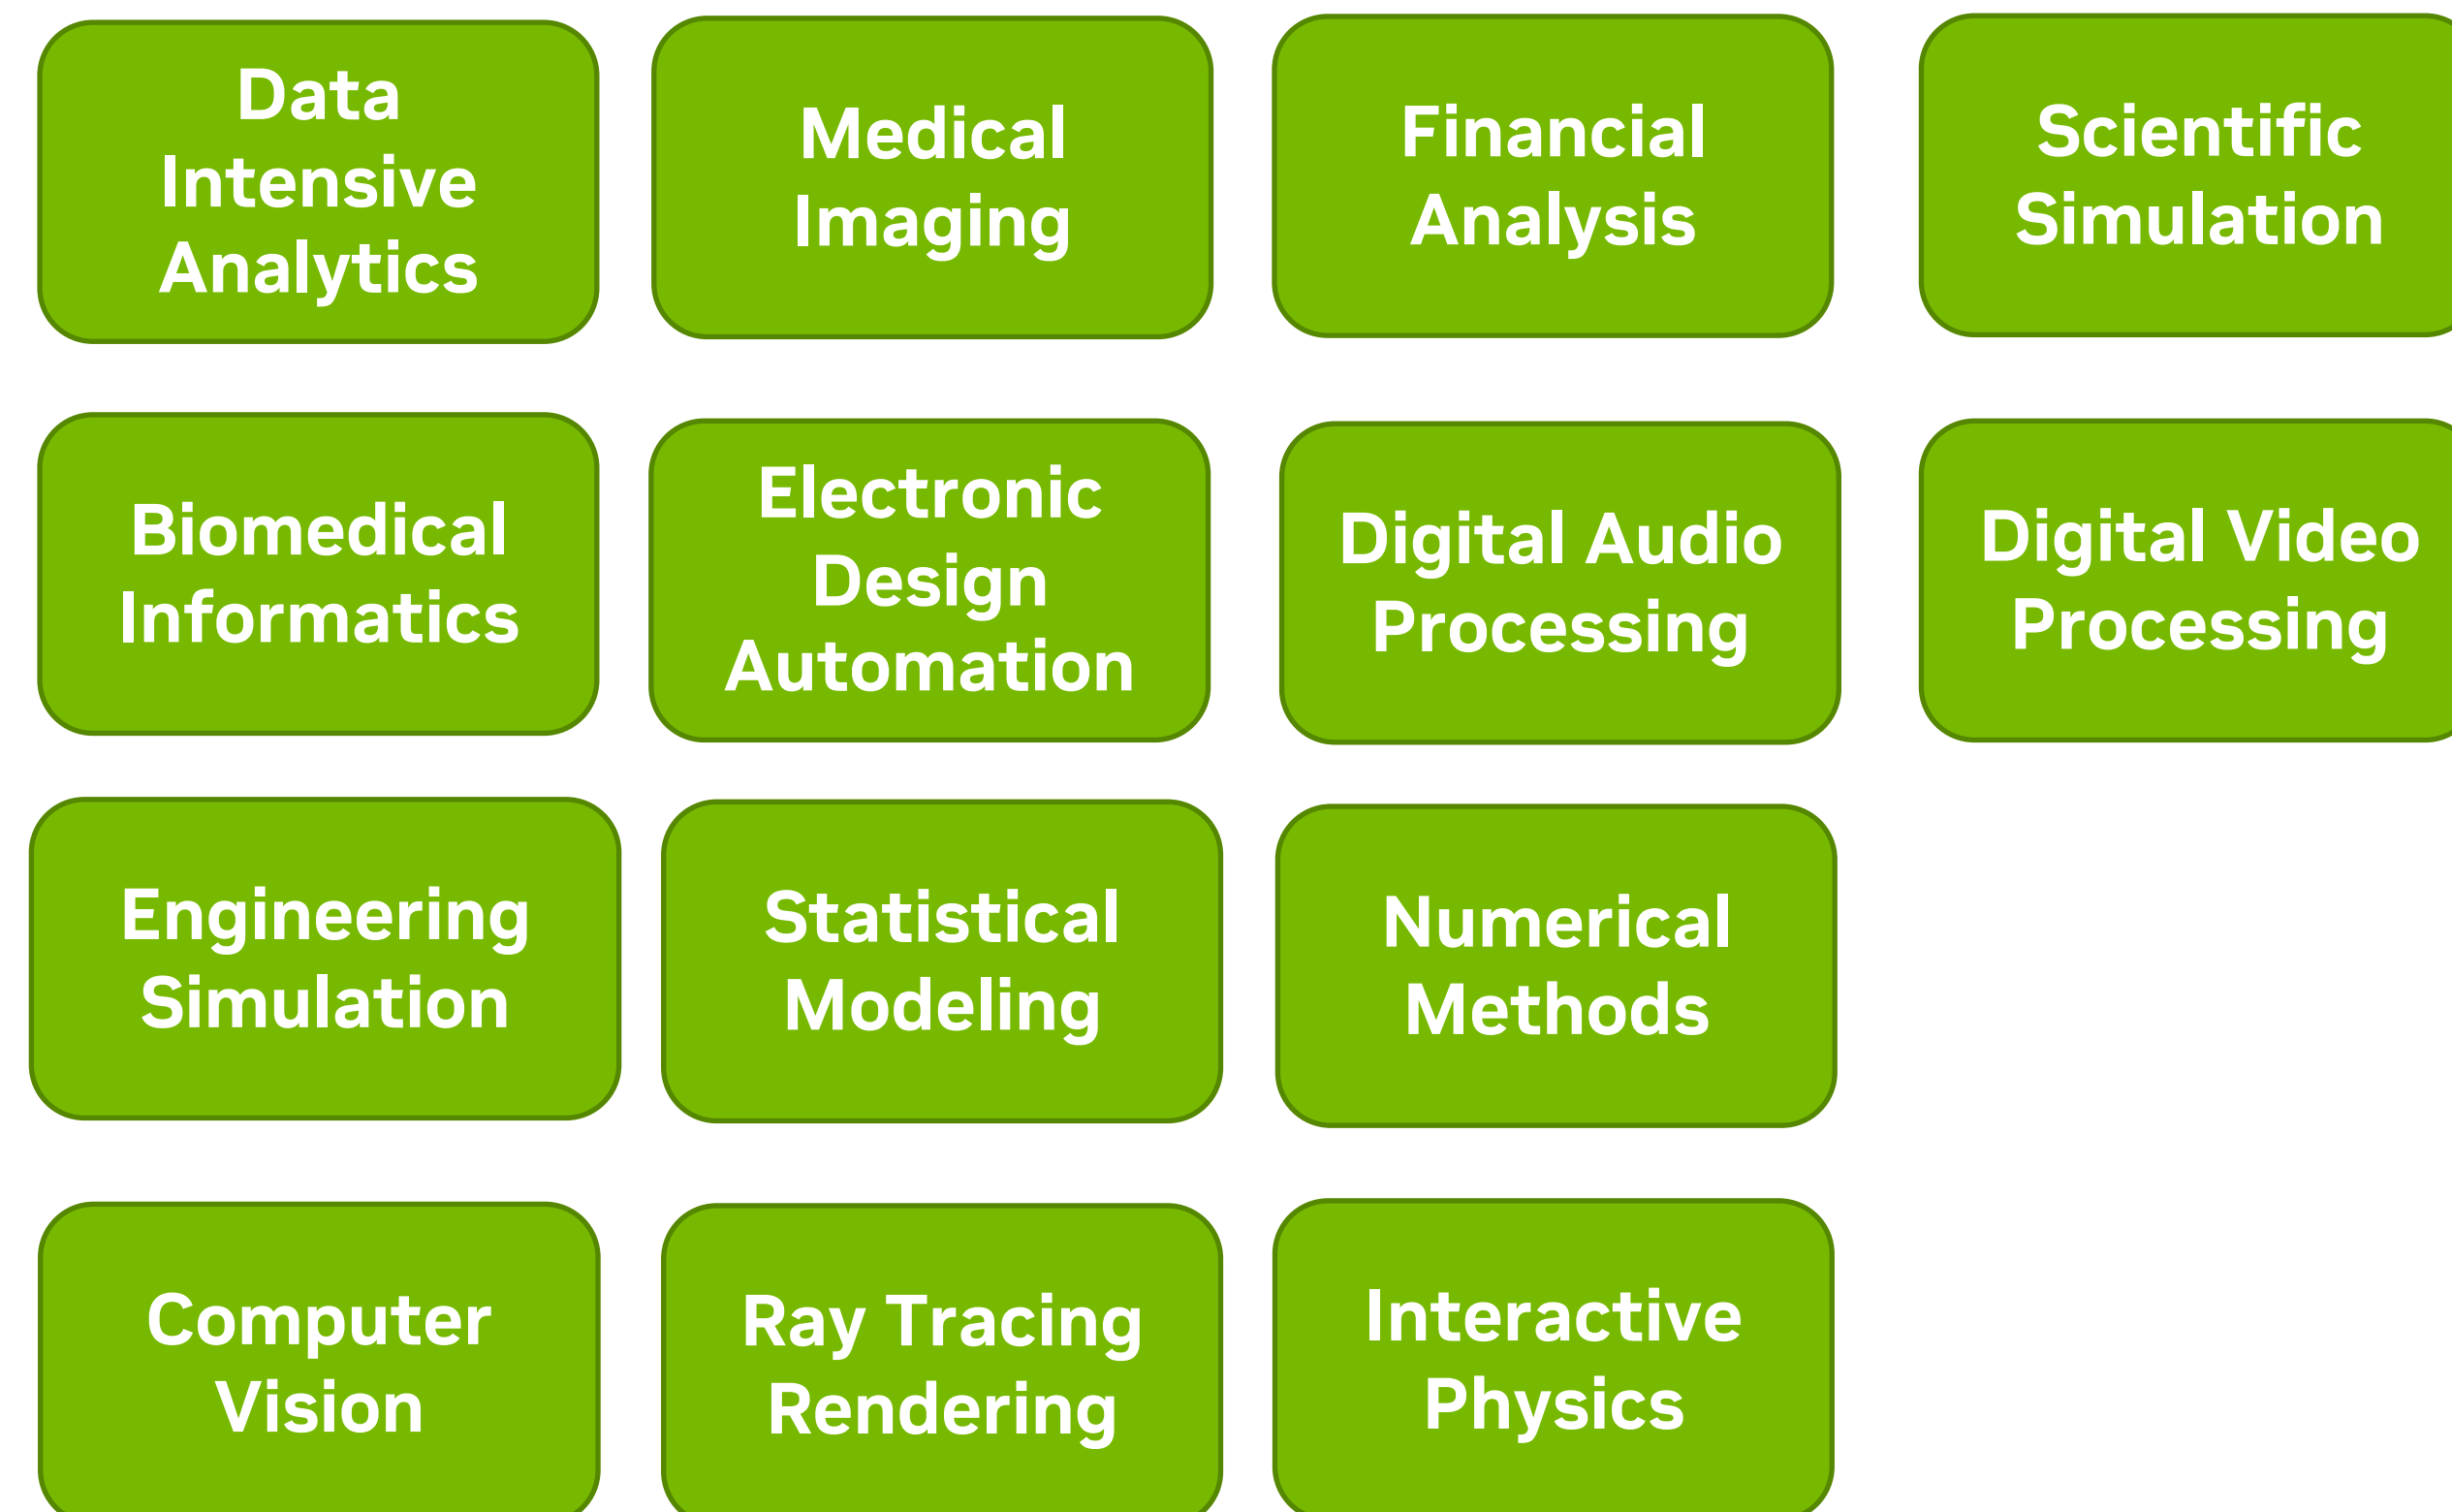 Data
Intensive
Analytics
Medical
Imaging
Financial
Analysis
Scientific
Simulation
Biomedical
Informatics
Electronic
Design
Automation
Digital Audio
Processing
Digital Video
Processing
Engineering
Simulation
Statistical
Modeling
Numerical
Methods
Computer
Vision
Ray Tracing
Rendering
Interactive
Physics